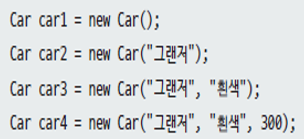 Car car1 = new Car();
Car car2 = new Car("그랜저");
Car car3 = new Car("그랜저", "흰색");
Car car4 = new Car("그랜저", "흰색", 300);